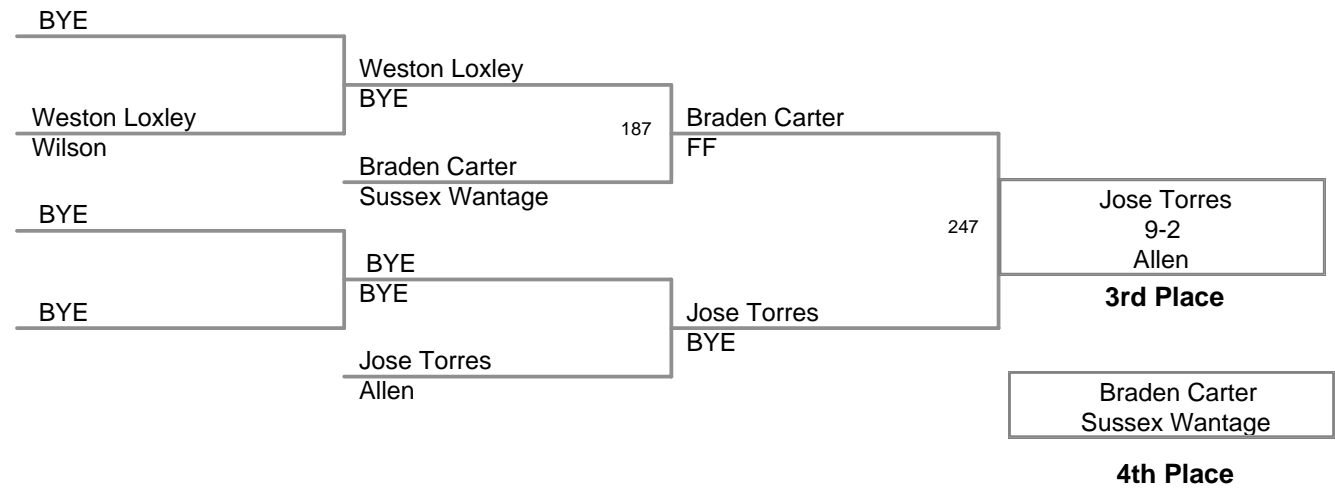 BYE
Weston Loxley
Wilson
BYE
BYE
Weston Loxley
BYE
187
Braden Carter
Sussex Wantage
BYE
BYE
Jose Torres
Allen
Braden Carter
FF
247
Jose Torres
BYE
Jose Torres
9-2
Allen
3rd Place
Braden Carter
Sussex Wantage
4th Place